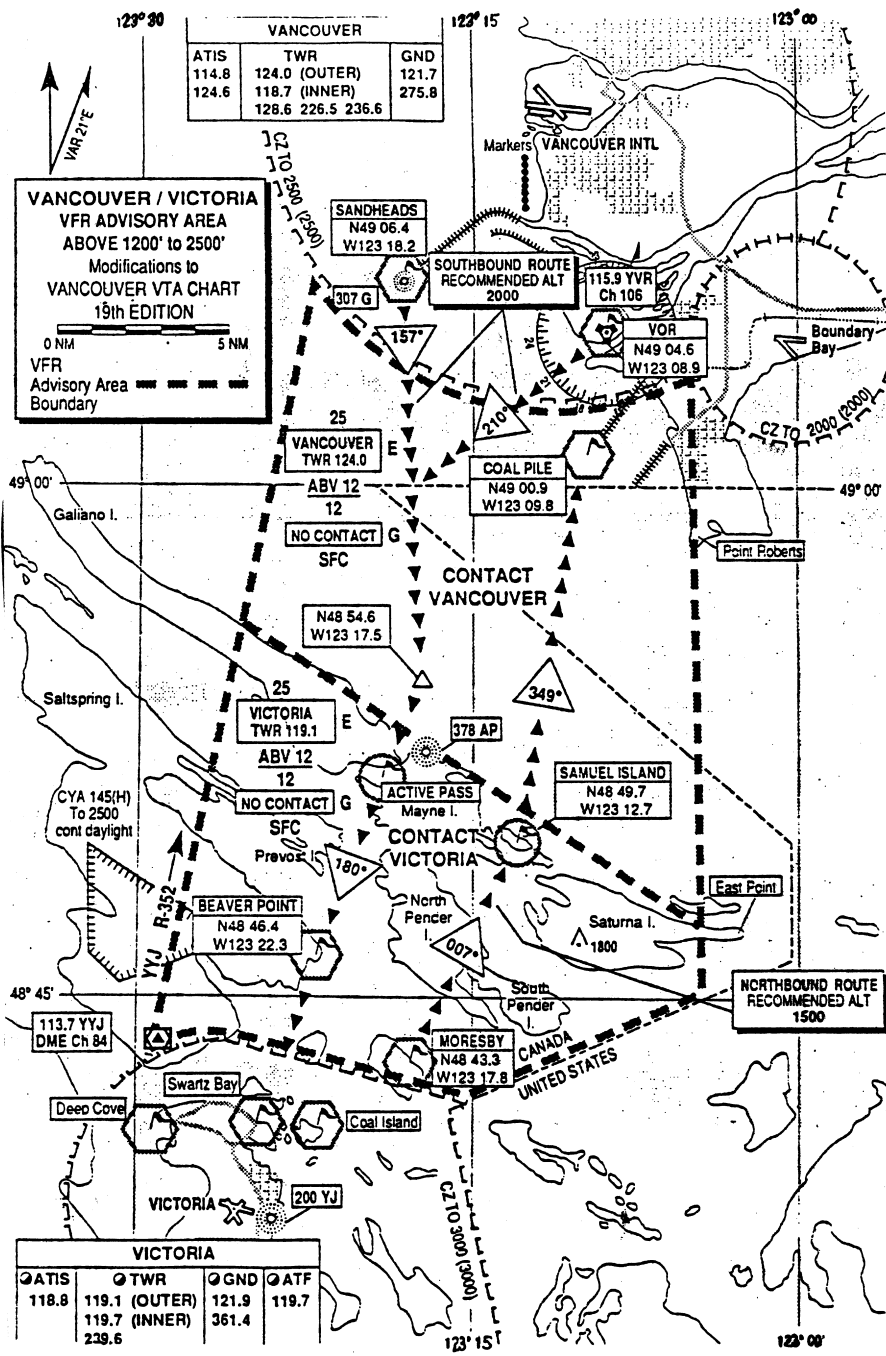 123° 30
123° 15
123° 00
VANCOUVER
ATIS TWR GND
114.8 124.0 (OUTER) 121.7
124.6 118.7 (INNER) 275.8
128.6 226.5 236.6
VAR 21°E
CZ TO 2500 (2500)
Markers
VANCOUVER INTL
VANCOUVER / VICTORIA
VFR ADVISORY AREA
ABOVE 1200' to 2500'
Modifications to
VANCOUVER VTA CHART
19th EDITION
0 NM 5 NM
VFR
Advisory Area
Boundary
SANDHEADS
N49 06.4
W123 18.2
307 G
SOUTHBOUND ROUTE
RECOMMENDED ALT
2000
115.9 YVR
Ch 106
VOR
N49 04.6
W123 08.9
24
21
Boundary
Bay
CZ TO 2000 (2000)
157°
210°
25
VANCOUVER
TWR 124.0
E
ABV 12
12
NO CONTACT
G
SFC
COAL PILE
N49 00.9
W123 09.8
49° 00'
49° 00'
Galiano I.
Point Roberts
CONTACT
VANCOUVER
N48 54.6
W123 17.5
Saltspring I.
25
VICTORIA
TWR 119.1
E
ABV 12
12
NO CONTACT
G
SFC
349°
378 AP
ACTIVE PASS
Mayne I.
SAMUEL ISLAND
N48 49.7
W123 12.7
CYA 145(H)
To 2500
cont daylight
Prevos' I.
CONTACT
VICTORIA
180°
YYJ R-352
BEAVER POINT
N48 46.4
W123 22.3
North
Pender
I.
007°
Saturna I.
1800
East Point
South
Pender
I.
48° 45'
NORTHBOUND ROUTE
RECOMMENDED ALT
1500
113.7 YYJ
DME Ch 84
MORESBY
N48 43.3
W123 17.8
CANADA
UNITED STATES
Swartz Bay
Deep Cove
Coal Island
VICTORIA
200 YJ
CZ TO 3000 (3000)
VICTORIA
ATIS TWR GND ATF
118.8 119.1 (OUTER) 121.9 119.7
119.7 (INNER) 361.4
239.6
123° 15
123° 00'